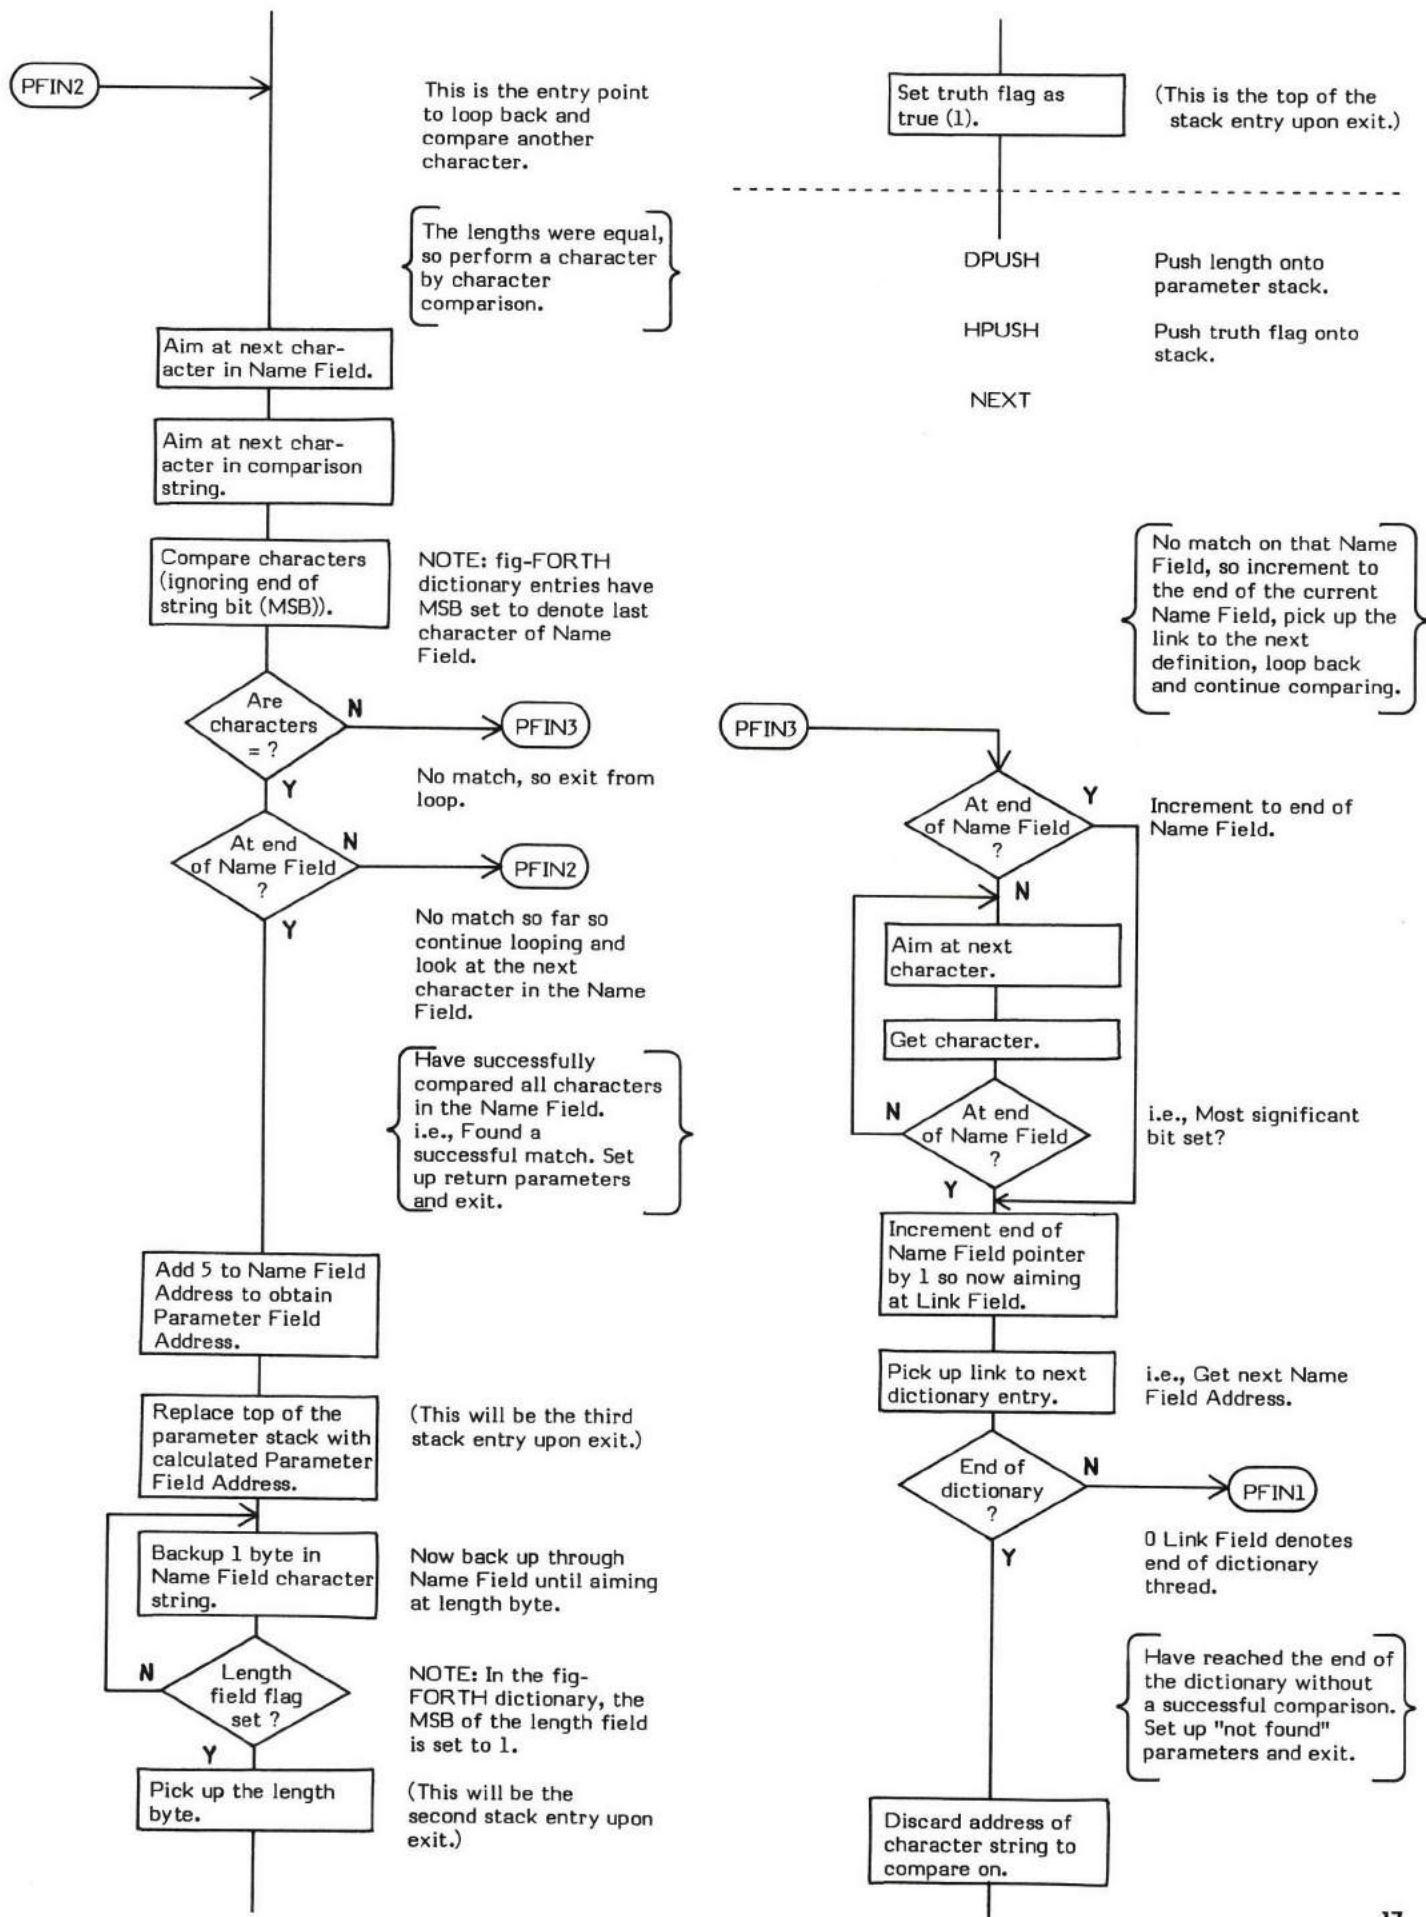 PFIN2
This is the entry point
to loop back and
compare another
character.
The lengths were equal,
so perform a character
by character
comparison.
Aim at next char-
acter in Name Field.
Aim at next char-
acter in comparison
string.
Compare characters
(ignoring end of
string bit (MSB)).
NOTE: fig-FORTH
dictionary entries have
MSB set to denote last
character of Name
Field.
Are
characters
= ?
N
PFIN3
Y
No match, so exit from
loop.
At end
of Name Field
?
N
PFIN2
Y
No match so far so
continue looping and
look at the next
character in the Name
Field.
Have successfully
compared all characters
in the Name Field.
i.e., Found a
successful match. Set
up return parameters
and exit.
Add 5 to Name Field
Address to obtain
Parameter Field
Address.
Replace top of the
parameter stack with
calculated Parameter
Field Address.
(This will be the third
stack entry upon exit.)
Backup 1 byte in
Name Field character
string.
Now back up through
Name Field until aiming
at length byte.
N
Length
field flag
set ?
Y
NOTE: In the fig-
FORTH dictionary, the
MSB of the length field
is set to 1.
Pick up the length
byte.
(This will be the
second stack entry upon
exit.)
Set truth flag as
true (1).
(This is the top of the
stack entry upon exit.)
DPUSH
Push length onto
parameter stack.
HPUSH
Push truth flag onto
stack.
NEXT
No match on that Name
Field, so increment to
the end of the current
Name Field, pick up the
link to the next
definition, loop back
and continue comparing.
PFIN3
At end
of Name Field
?
Y
N
Increment to end of
Name Field.
Aim at next
character.
Get character.
N
At end
of Name Field
?
Y
i.e., Most significant
bit set?
Increment end of
Name Field pointer
by 1 so now aiming
at Link Field.
Pick up link to next
dictionary entry.
i.e., Get next Name
Field Address.
End of
dictionary
?
N
PFIN1
Y
0 Link Field denotes
end of dictionary
thread.
Have reached the end of
the dictionary without
a successful comparison.
Set up "not found"
parameters and exit.
Discard address of
character string to
compare on.